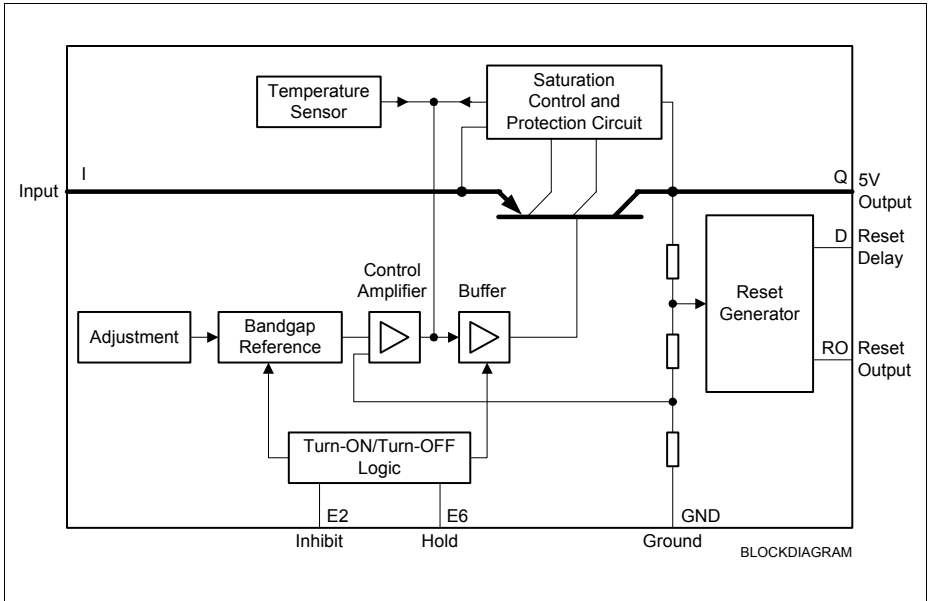 Temperature
Sensor
Saturation
Control and
Protection Circuit
I
Input
Q
5V
Output
D
Reset
Delay
Reset
Generator
RO
Reset
Output
Control
Amplifier
Buffer
Adjustment
Bandgap
Reference
Turn-ON/Turn-OFF
Logic
E2
E6
GND
Inhibit
Hold
Ground
BLOCKDIAGRAM